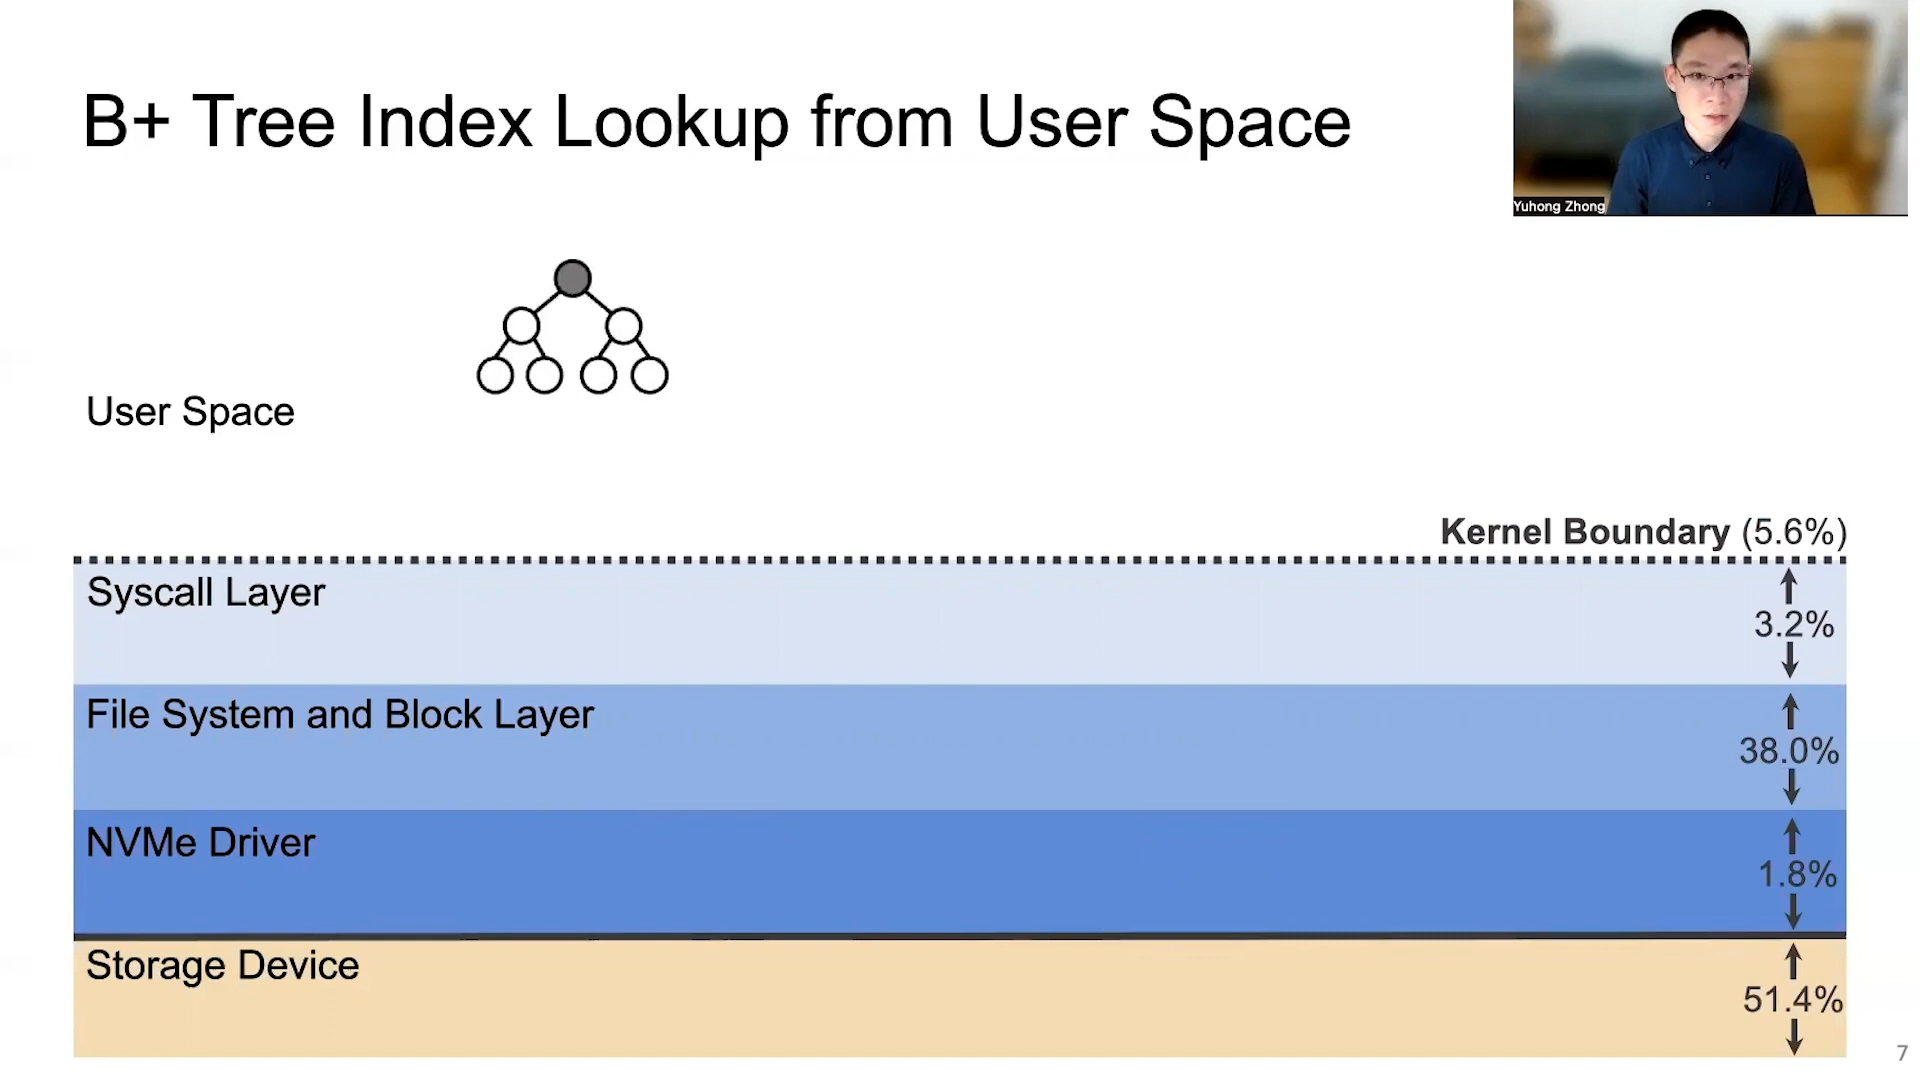 B+ Tree Index Lookup from User Space
Yuhong Zhong
User Space
Kernel Boundary (5.6%)
Syscall Layer
3.2%
File System and Block Layer
38.0%
NVMe Driver
1.8%
Storage Device
51.4%
7